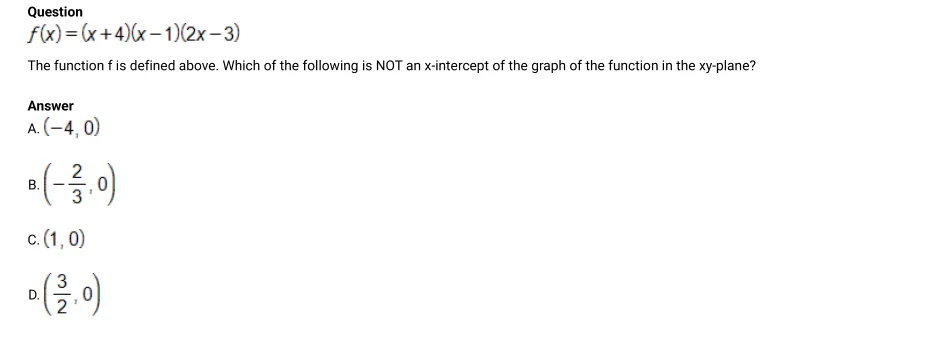 Question
f(x) = (x + 4)(x − 1)(2x − 3)
The function f is defined above. Which of the following is NOT an x-intercept of the graph of the function in the xy-plane?
Answer
A. (−4, 0)
B. (−2/3, 0)
C. (1, 0)
D. (3/2, 0)